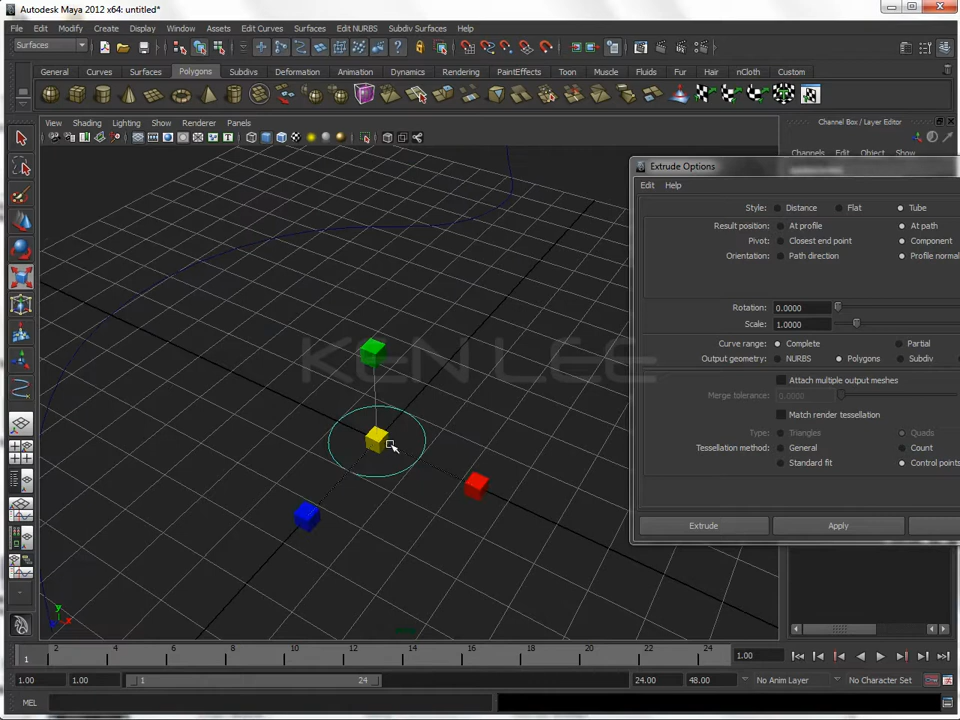 Autodesk Maya 2012 x64: untitled*
File Edit Modify Create Display Window Assets Edit Curves Surfaces Edit NURBS Subdiv Surfaces Help
Surfaces
General Curves Surfaces Polygons Subdivs Deformation Animation Dynamics Rendering PaintEffects Toon Muscle Fluids Fur Hair nCloth Custom
View Shading Lighting Show Renderer Panels
Channel Box / Layer Editor
Channels Edit Object Show
Extrude Options
Edit Help
Style: Distance Flat Tube
Result position: At profile At path
Pivot: Closest end point Component
Orientation: Path direction Profile normal
Rotation: 0.0000
Scale: 1.0000
Curve range: Complete Partial
Output geometry: NURBS Polygons Subdiv
Attach multiple output meshes
Merge tolerance: 0.0000
Match render tessellation
Type: Triangles Quads
Tessellation method: General Count
Standard fit Control points
Extrude Apply
KEN LEE
y
x
2 4 6 8 10 12 14 16 18 20 22 24
1
1.00
1.00 1.00 1 24 24.00 48.00 No Anim Layer No Character Set
MEL